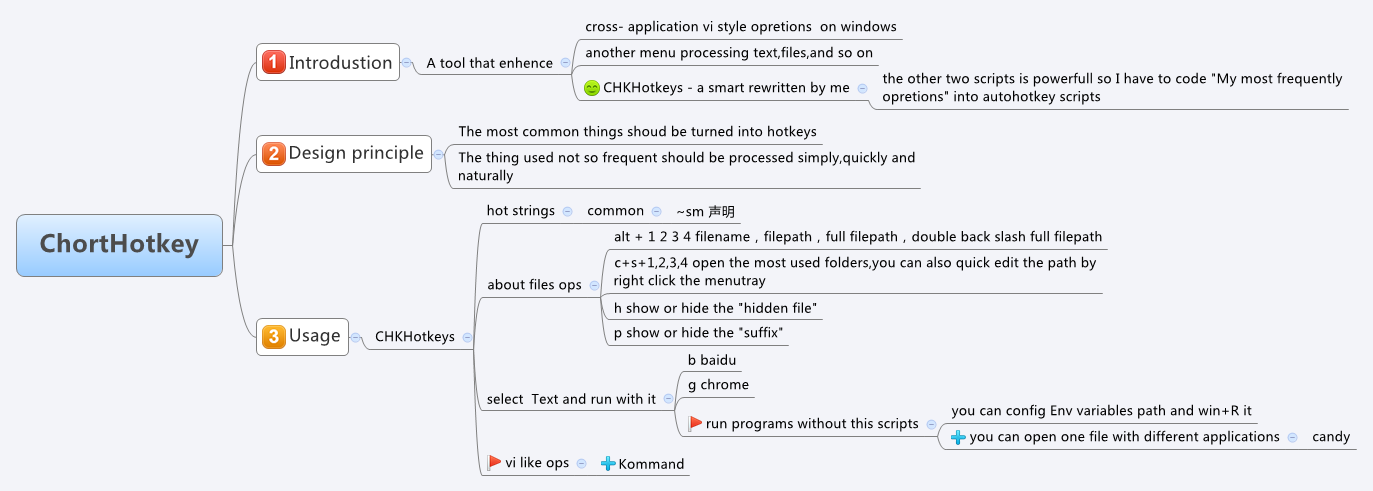 ChortHotkey
1 Introdustion
A tool that enhence
cross- application vi style opretions on windows
another menu processing text,files,and so on
CHKHotkeys - a smart rewritten by me
the other two scripts is powerfull so I have to code "My most frequently
opretions" into autohotkey scripts
2 Design principle
The most common things shoud be turned into hotkeys
The thing used not so frequent should be processed simply,quickly and
naturally
3 Usage
CHKHotkeys
hot strings
common
~sm 声明
about files ops
alt + 1 2 3 4 filename , filepath , full filepath , double back slash full filepath
c+s+1,2,3,4 open the most used folders,you can also quick edit the path by
right click the menutray
h show or hide the "hidden file"
p show or hide the "suffix"
select Text and run with it
b baidu
g chrome
run programs without this scripts
you can config Env variables path and win+R it
you can open one file with different applications
candy
vi like ops
Kommand